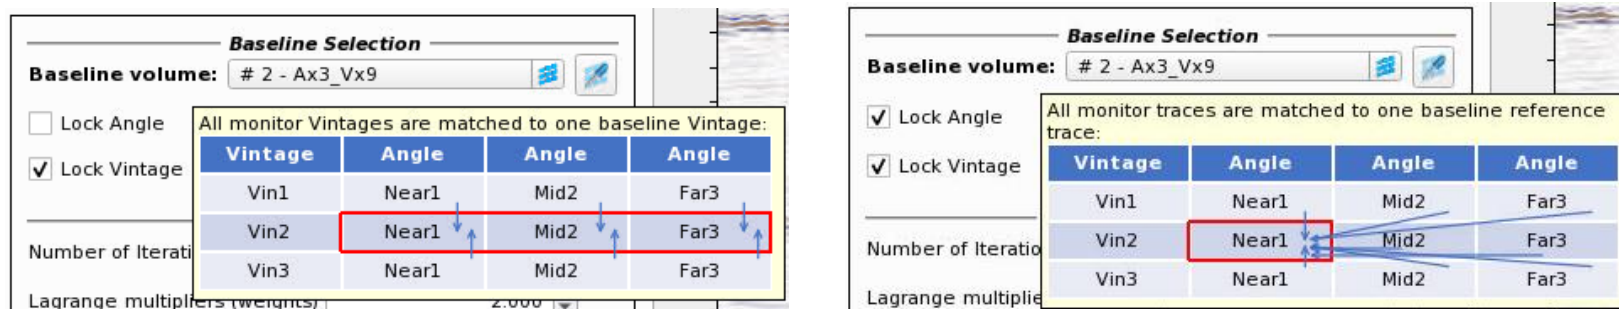 Baseline Selection
Baseline volume: # 2 - Ax3_Vx9
Lock Angle
All monitor Vintages are matched to one baseline Vintage:
Vintage Angle Angle Angle
Lock Vintage
Vin1 Near1 Mid2 Far3
Vin2 Near1 Mid2 Far3
Number of Iterati
Vin3 Near1 Mid2 Far3
Lagrange multipliers (weights) 2.000
Baseline Selection
Baseline volume: # 2 - Ax3_Vx9
Lock Angle
All monitor traces are matched to one baseline reference
trace:
Vintage Angle Angle Angle
Lock Vintage
Vin1 Near1 Mid2 Far3
Vin2 Near1 Mid2 Far3
Number of Iteratio
Vin3 Near1 Mid2 Far3
Lagrange multiplie